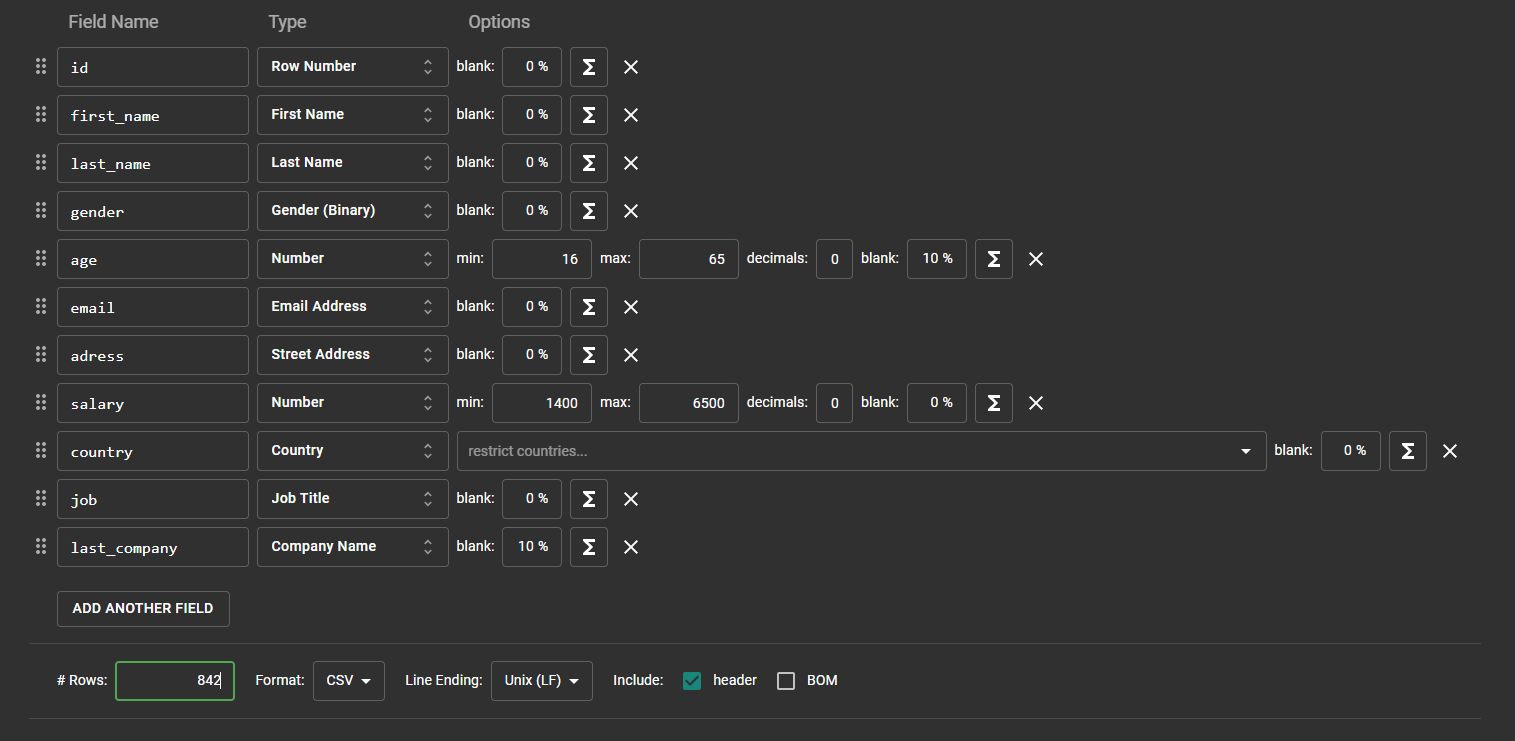 Field Name Type Options
id Row Number blank: 0 %
first_name First Name blank: 0 %
last_name Last Name blank: 0 %
gender Gender (Binary) blank: 0 %
age Number min: 16 max: 65 decimals: 0 blank: 10 %
email Email Address blank: 0 %
adress Street Address blank: 0 %
salary Number min: 1400 max: 6500 decimals: 0 blank: 0 %
country Country restrict countries... blank: 0 %
job Job Title blank: 0 %
last_company Company Name blank: 10 %
ADD ANOTHER FIELD
# Rows: 842 Format: CSV Line Ending: Unix (LF) Include: header BOM